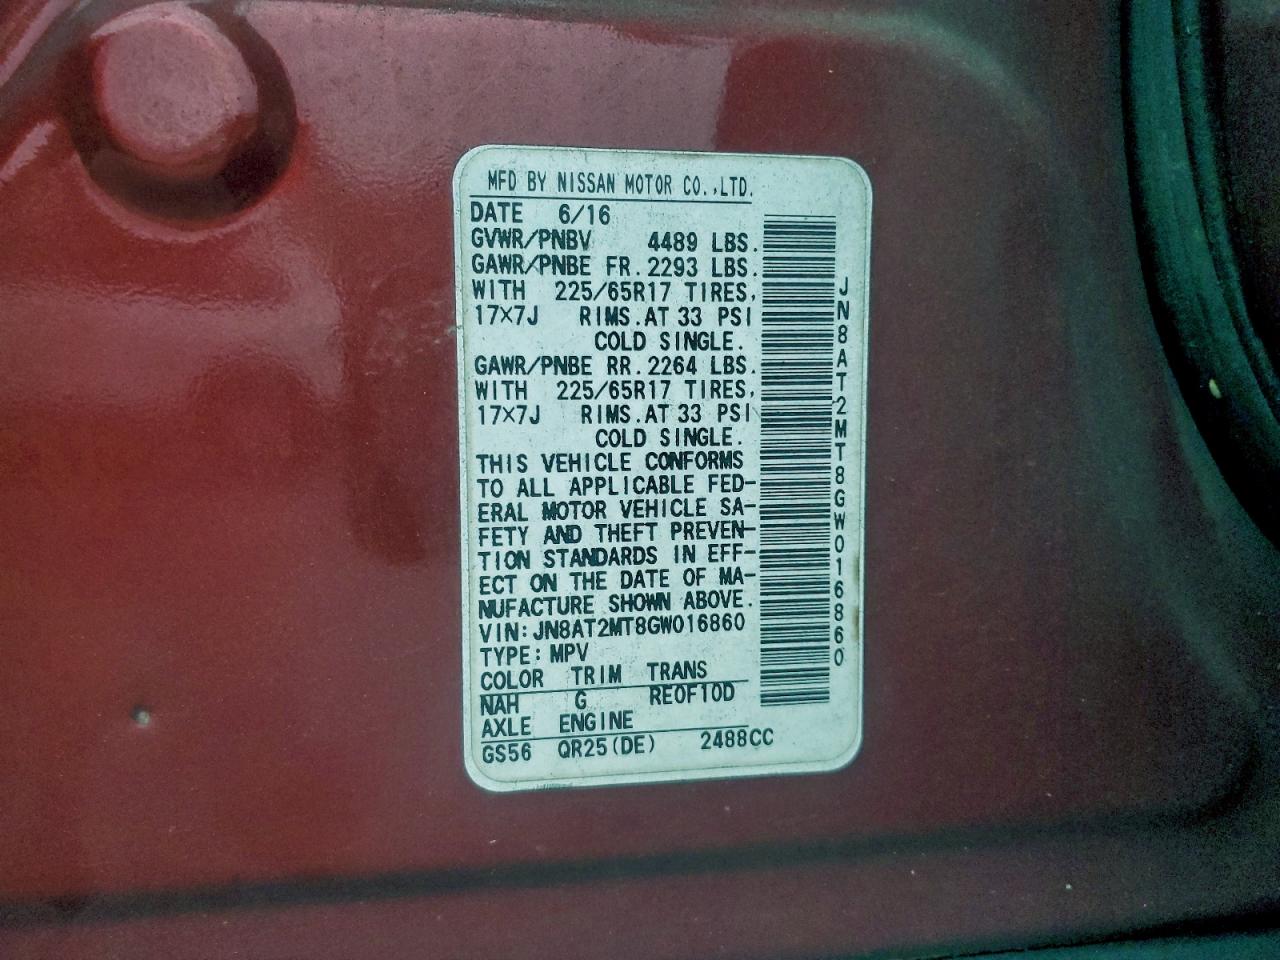 MFD BY NISSAN MOTOR CO.,LTD.
DATE 6/16
GVWR/PNBV 4489 LBS.
GAWR/PNBE FR. 2293 LBS.
WITH 225/65R17 TIRES,
17×7J RIMS. AT 33 PSI
COLD SINGLE.
GAWR/PNBE RR. 2264 LBS.
WITH 225/65R17 TIRES,
17×7J RIMS. AT 33 PSI
COLD SINGLE.
THIS VEHICLE CONFORMS
TO ALL APPLICABLE FED-
ERAL MOTOR VEHICLE SA-
FETY AND THEFT PREVEN-
TION STANDARDS IN EFF-
ECT ON THE DATE OF MA-
NUFACTURE SHOWN ABOVE.
VIN: JN8AT2MT8GW016860
TYPE: MPV
COLOR TRIM TRANS
NAH G RE0F10D
AXLE ENGINE
GS56 QR25(DE) 2488CC
JN8AT2MT8GW016860